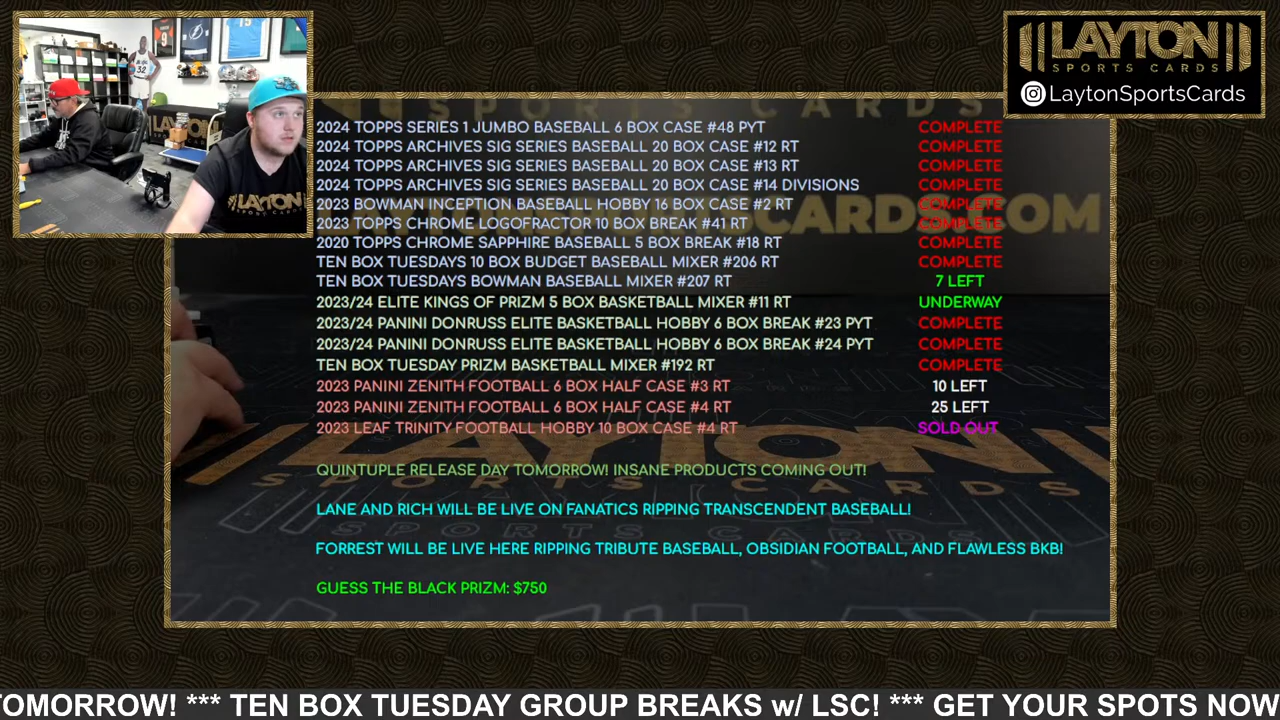 LAYTON
SPORTS CARDS
LaytonSportsCards
2024 TOPPS SERIES 1 JUMBO BASEBALL 6 BOX CASE #48 PYT COMPLETE
2024 TOPPS ARCHIVES SIG SERIES BASEBALL 20 BOX CASE #12 RT COMPLETE
2024 TOPPS ARCHIVES SIG SERIES BASEBALL 20 BOX CASE #13 RT COMPLETE
2024 TOPPS ARCHIVES SIG SERIES BASEBALL 20 BOX CASE #14 DIVISIONS COMPLETE
2023 BOWMAN INCEPTION BASEBALL HOBBY 16 BOX CASE #2 RT COMPLETE
2023 TOPPS CHROME LOGOFRACTOR 10 BOX BREAK #41 RT COMPLETE
2020 TOPPS CHROME SAPPHIRE BASEBALL 5 BOX BREAK #18 RT COMPLETE
TEN BOX TUESDAYS 10 BOX BUDGET BASEBALL MIXER #206 RT COMPLETE
TEN BOX TUESDAYS BOWMAN BASEBALL MIXER #207 RT 7 LEFT
2023/24 ELITE KINGS OF PRIZM 5 BOX BASKETBALL MIXER #11 RT UNDERWAY
2023/24 PANINI DONRUSS ELITE BASKETBALL HOBBY 6 BOX BREAK #23 PYT COMPLETE
2023/24 PANINI DONRUSS ELITE BASKETBALL HOBBY 6 BOX BREAK #24 PYT COMPLETE
TEN BOX TUESDAY PRIZM BASKETBALL MIXER #192 RT COMPLETE
2023 PANINI ZENITH FOOTBALL 6 BOX HALF CASE #3 RT 10 LEFT
2023 PANINI ZENITH FOOTBALL 6 BOX HALF CASE #4 RT 25 LEFT
2023 LEAF TRINITY FOOTBALL HOBBY 10 BOX CASE #4 RT SOLD OUT
QUINTUPLE RELEASE DAY TOMORROW! INSANE PRODUCTS COMING OUT!
LANE AND RICH WILL BE LIVE ON FANATICS RIPPING TRANSCENDENT BASEBALL!
FORREST WILL BE LIVE HERE RIPPING TRIBUTE BASEBALL, OBSIDIAN FOOTBALL, AND FLAWLESS BKB!
GUESS THE BLACK PRIZM: $750
LAYTON
SPORTS CARDS
TOMORROW! *** TEN BOX TUESDAY GROUP BREAKS w/ LSC! *** GET YOUR SPOTS NOW